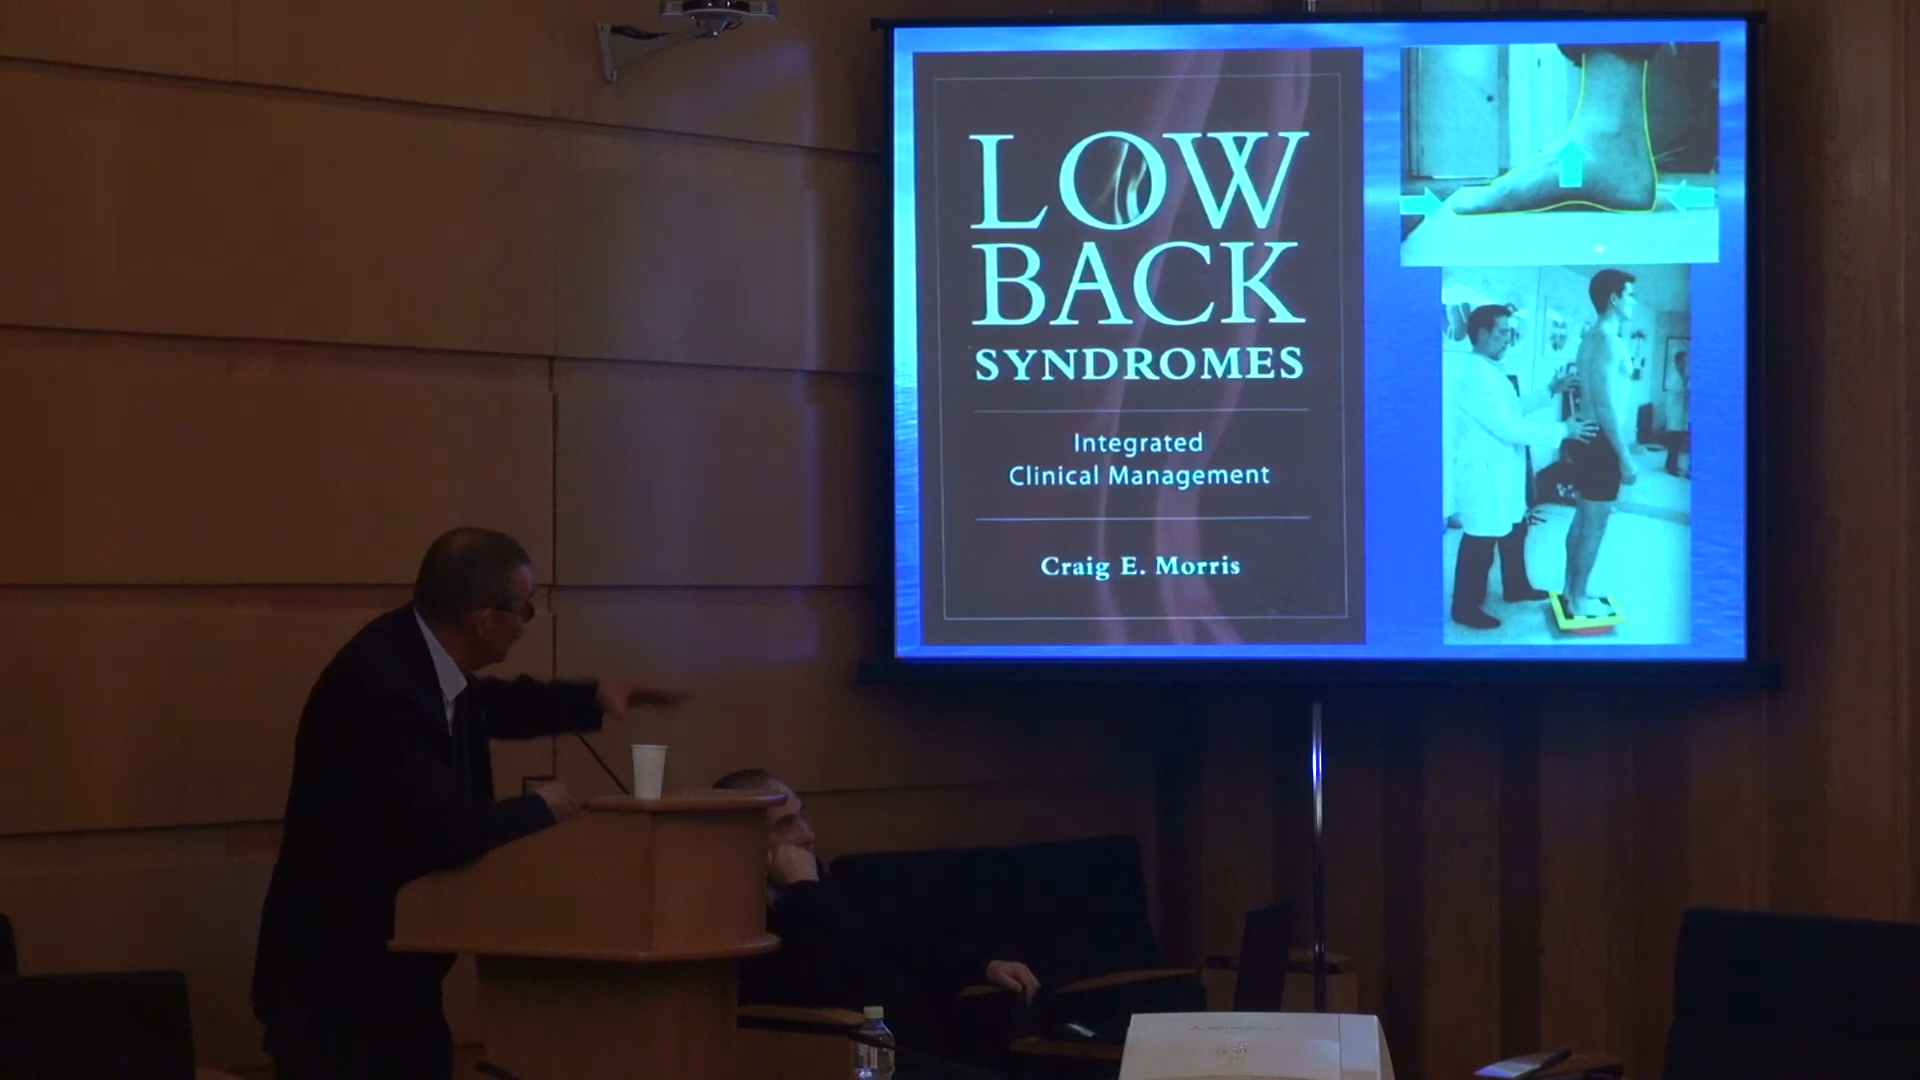 LOW
BACK
SYNDROMES
Integrated
Clinical Management
Craig E. Morris